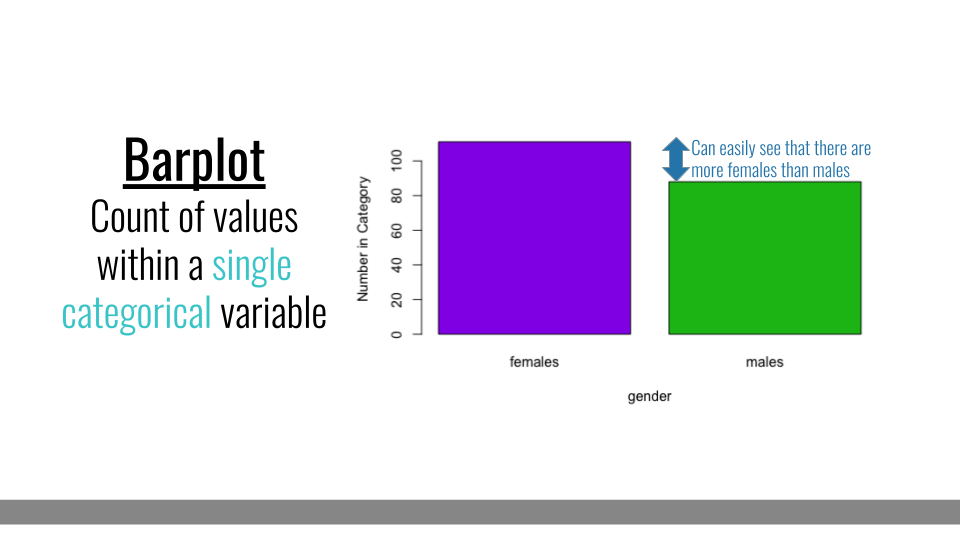 Barplot
Count of values
within a single
categorical variable
Can easily see that there are
more females than males
Number in Category
100
80
60
40
20
0
females
males
gender